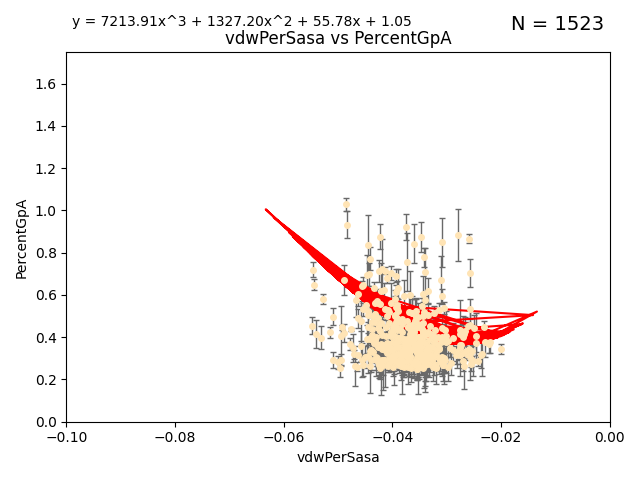 y = 7213.91x^3 + 1327.20x^2 + 55.78x + 1.05
N = 1523
vdwPerSasa vs PercentGpA
PercentGpA
1.6
1.4
1.2
1.0
0.8
0.6
0.4
0.2
0.0
−0.10 −0.08 −0.06 −0.04 −0.02 0.00
vdwPerSasa